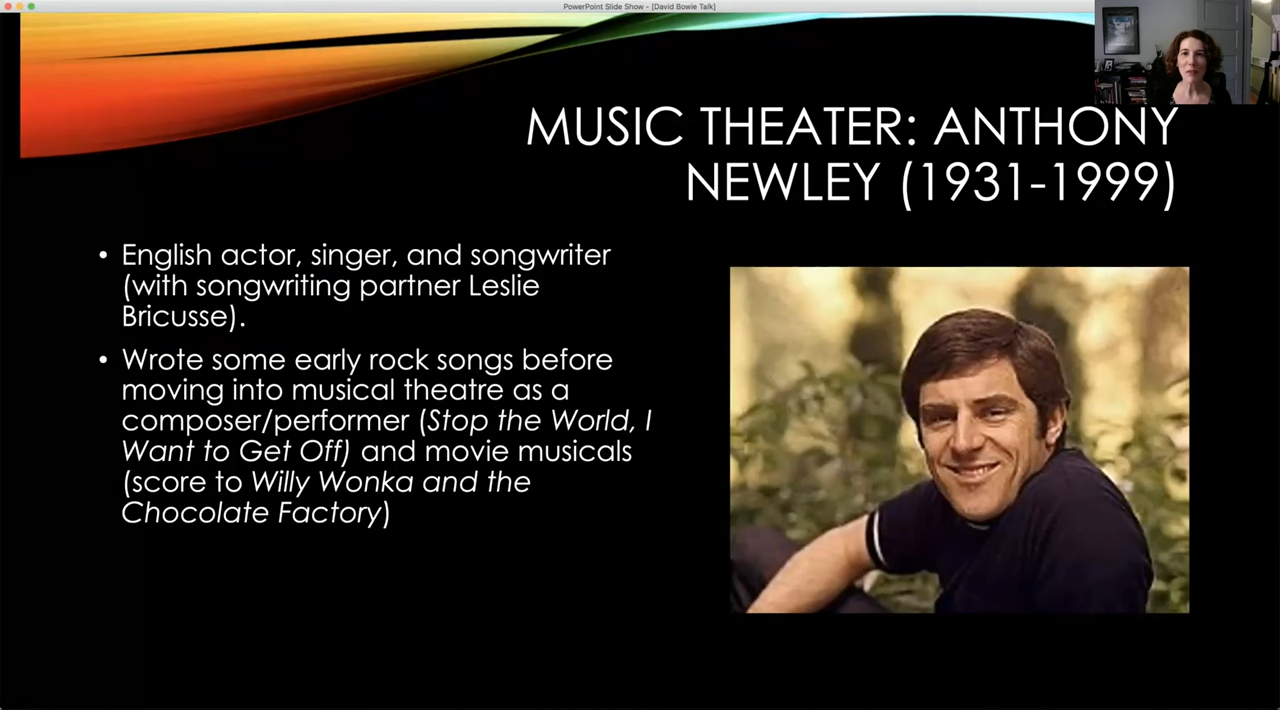 PowerPoint Slide Show - [David Bowie Talk]
MUSIC THEATER: ANTHONY
NEWLEY (1931-1999)
• English actor, singer, and songwriter
(with songwriting partner Leslie
Bricusse).
• Wrote some early rock songs before
moving into musical theatre as a
composer/performer (Stop the World, I
Want to Get Off) and movie musicals
(score to Willy Wonka and the
Chocolate Factory)